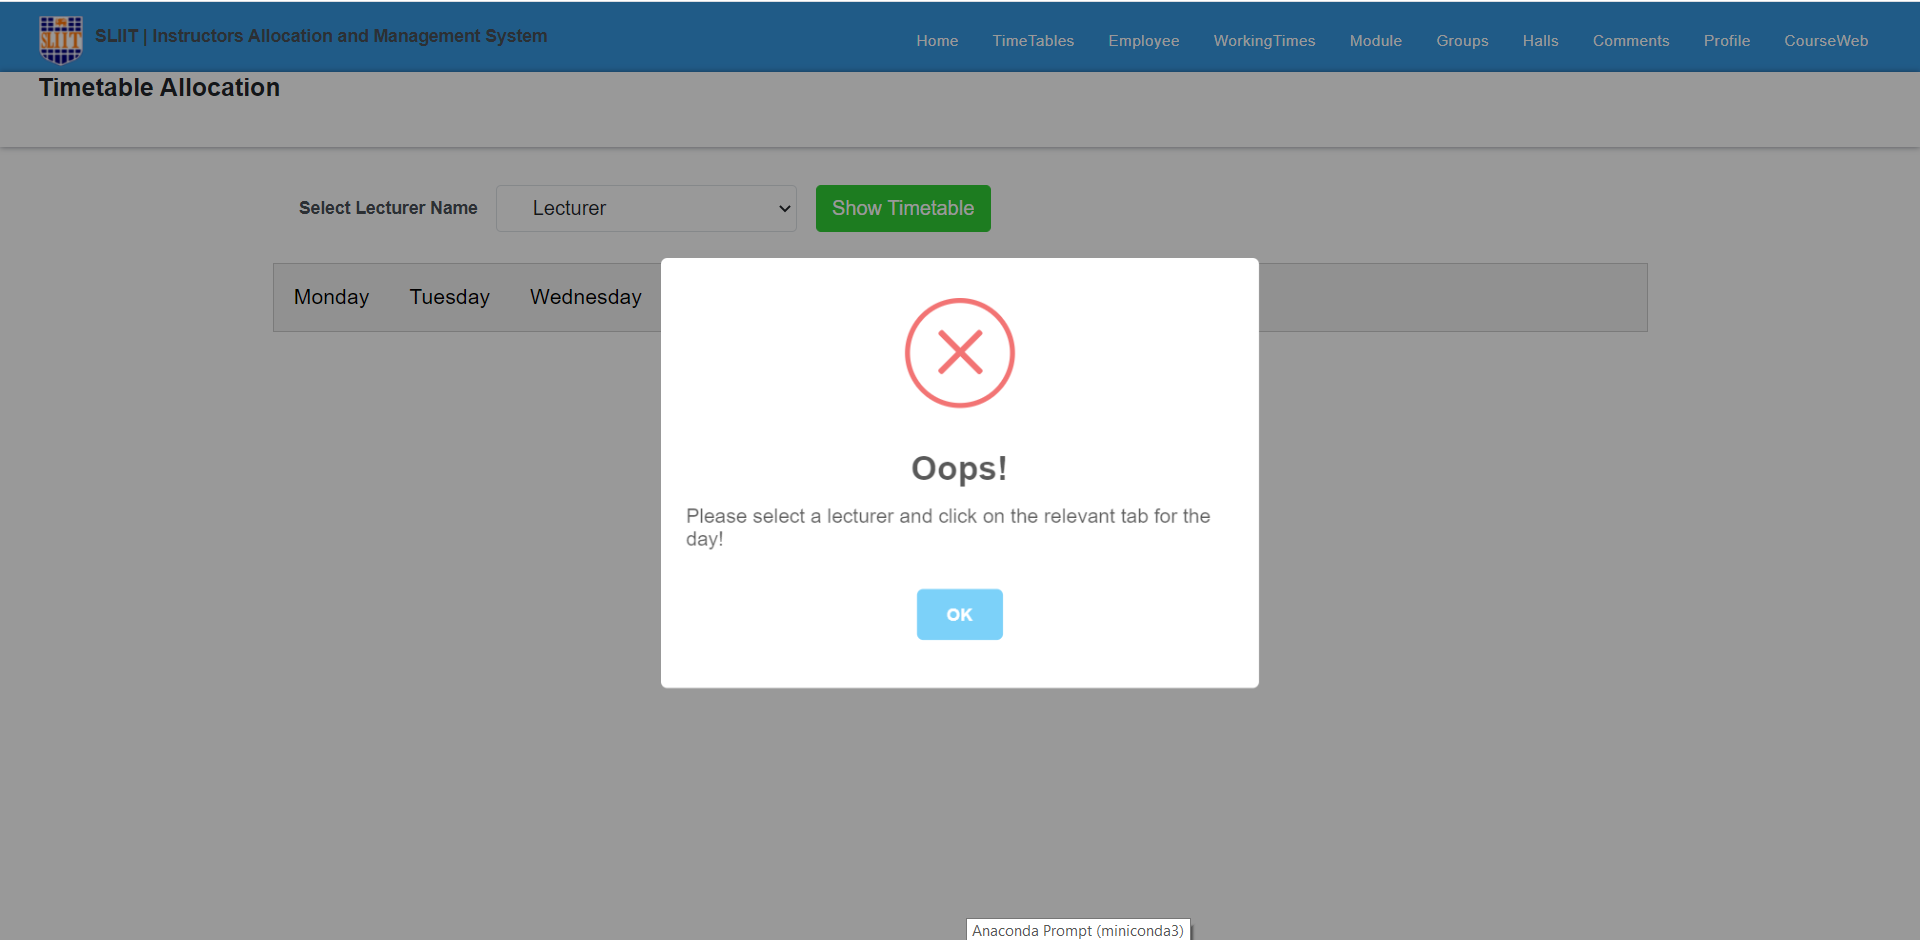 SLIIT
SLIIT | Instructors Allocation and Management System
Home TimeTables Employee WorkingTimes Module Groups Halls Comments Profile CourseWeb
Timetable Allocation
Select Lecturer Name Lecturer Show Timetable
Monday Tuesday Wednesday
Oops!
Please select a lecturer and click on the relevant tab for the
day!
OK
Anaconda Prompt (miniconda3)